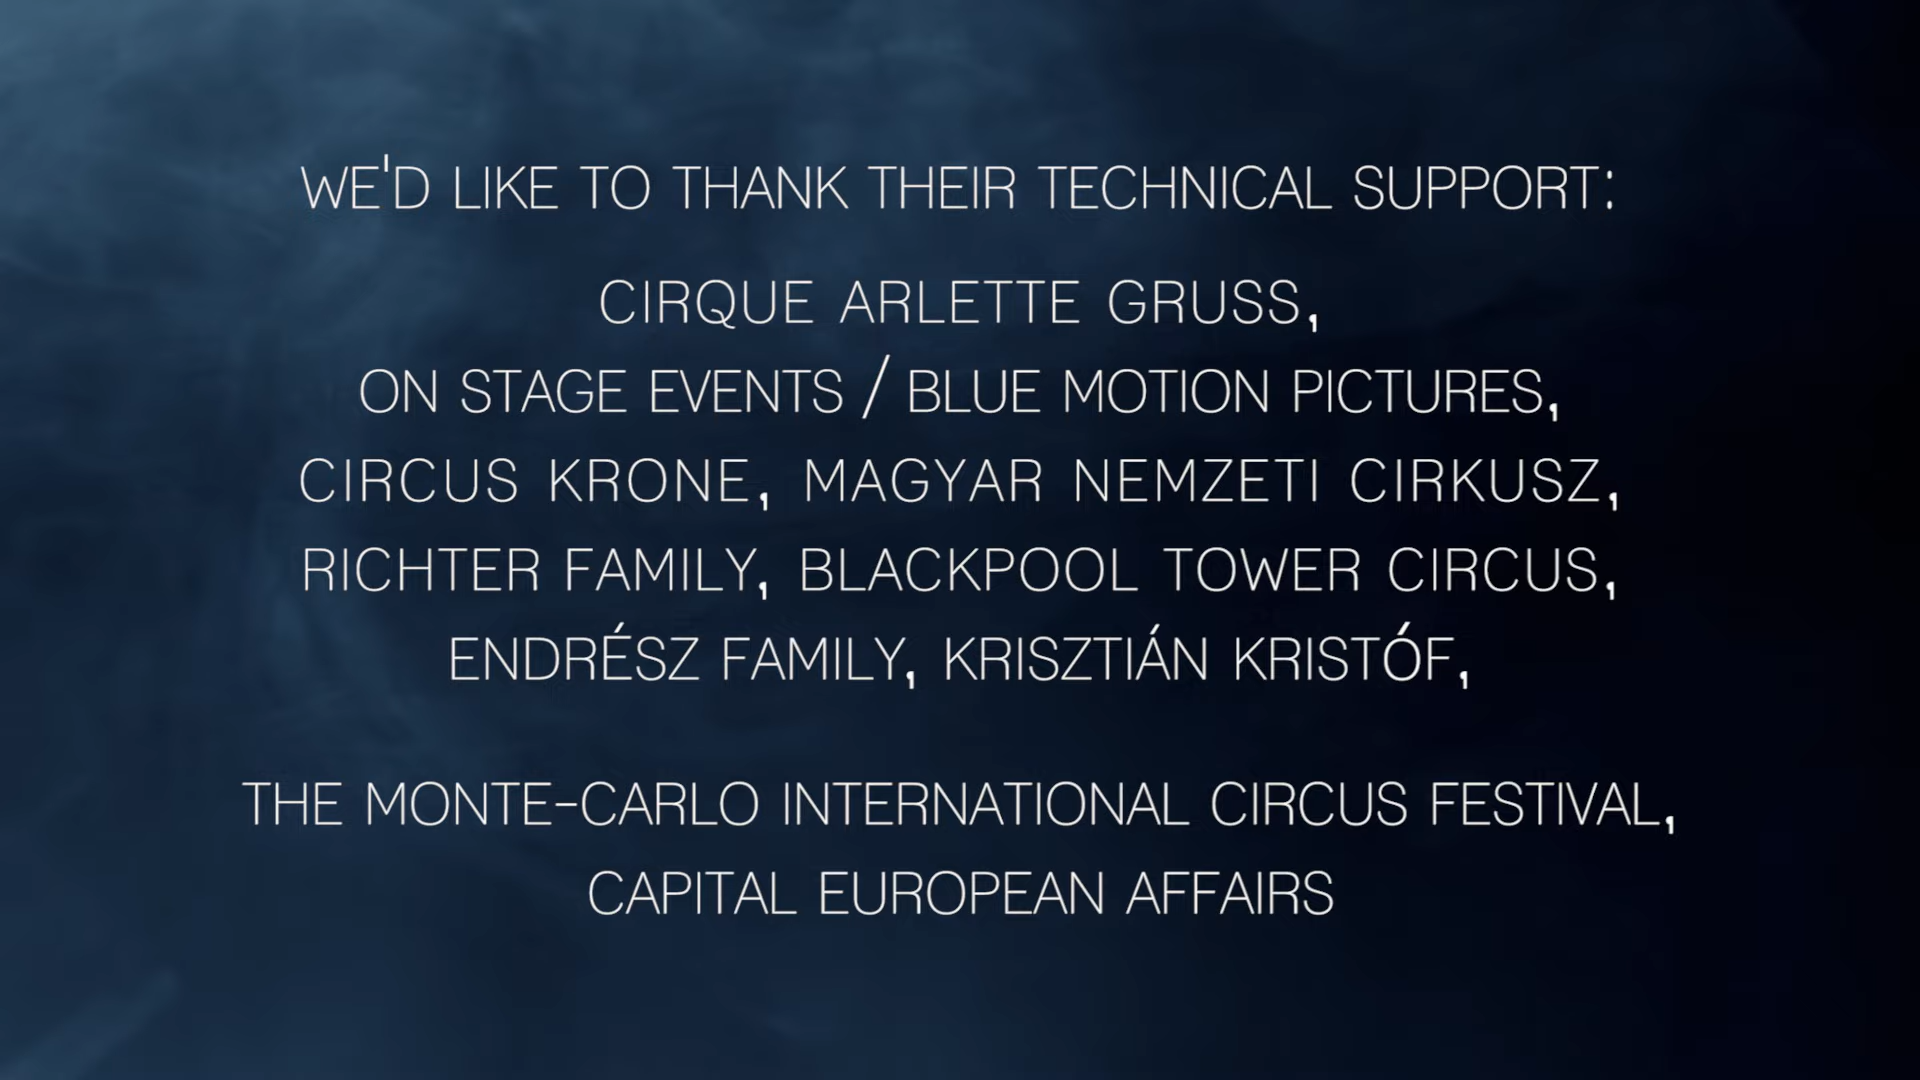 WE'D LIKE TO THANK THEIR TECHNICAL SUPPORT:
CIRQUE ARLETTE GRUSS,
ON STAGE EVENTS / BLUE MOTION PICTURES,
CIRCUS KRONE, MAGYAR NEMZETI CIRKUSZ,
RICHTER FAMILY, BLACKPOOL TOWER CIRCUS,
ENDRÉSZ FAMILY, KRISZTIÁN KRISTÓF,
THE MONTE-CARLO INTERNATIONAL CIRCUS FESTIVAL,
CAPITAL EUROPEAN AFFAIRS